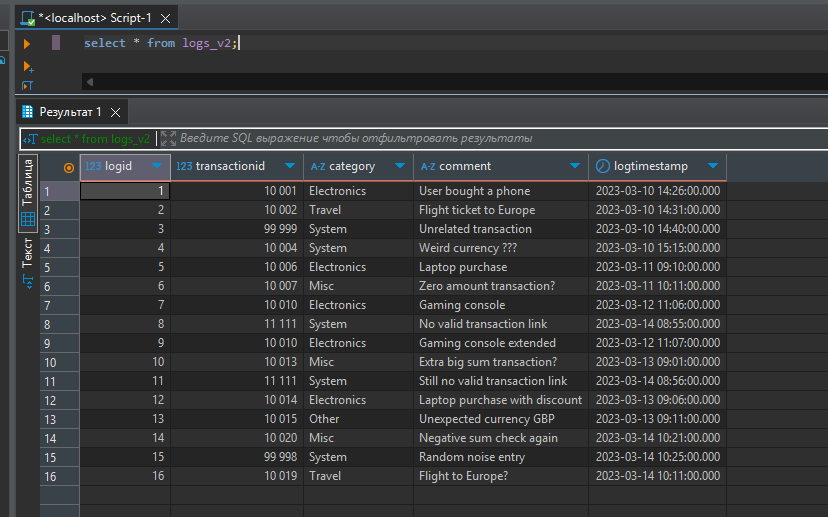 *<localhost> Script-1
select * from logs_v2;
Результат 1
select * from logs_v2 Введите SQL выражение чтобы отфильтровать результаты
Таблица
Текст
123 logid 123 transactionid A-Z category A-Z comment logtimestamp
1 1 10 001 Electronics User bought a phone 2023-03-10 14:26:00.000
2 2 10 002 Travel Flight ticket to Europe 2023-03-10 14:31:00.000
3 3 99 999 System Unrelated transaction 2023-03-10 14:40:00.000
4 4 10 004 System Weird currency ??? 2023-03-10 15:15:00.000
5 5 10 006 Electronics Laptop purchase 2023-03-11 09:10:00.000
6 6 10 007 Misc Zero amount transaction? 2023-03-11 10:11:00.000
7 7 10 010 Electronics Gaming console 2023-03-12 11:06:00.000
8 8 11 111 System No valid transaction link 2023-03-14 08:55:00.000
9 9 10 010 Electronics Gaming console extended 2023-03-12 11:07:00.000
10 10 10 013 Misc Extra big sum transaction? 2023-03-13 09:01:00.000
11 11 11 111 System Still no valid transaction link 2023-03-14 08:56:00.000
12 12 10 014 Electronics Laptop purchase with discount 2023-03-13 09:06:00.000
13 13 10 015 Other Unexpected currency GBP 2023-03-13 09:11:00.000
14 14 10 020 Misc Negative sum check again 2023-03-14 10:21:00.000
15 15 99 998 System Random noise entry 2023-03-14 10:25:00.000
16 16 10 019 Travel Flight to Europe? 2023-03-14 10:11:00.000